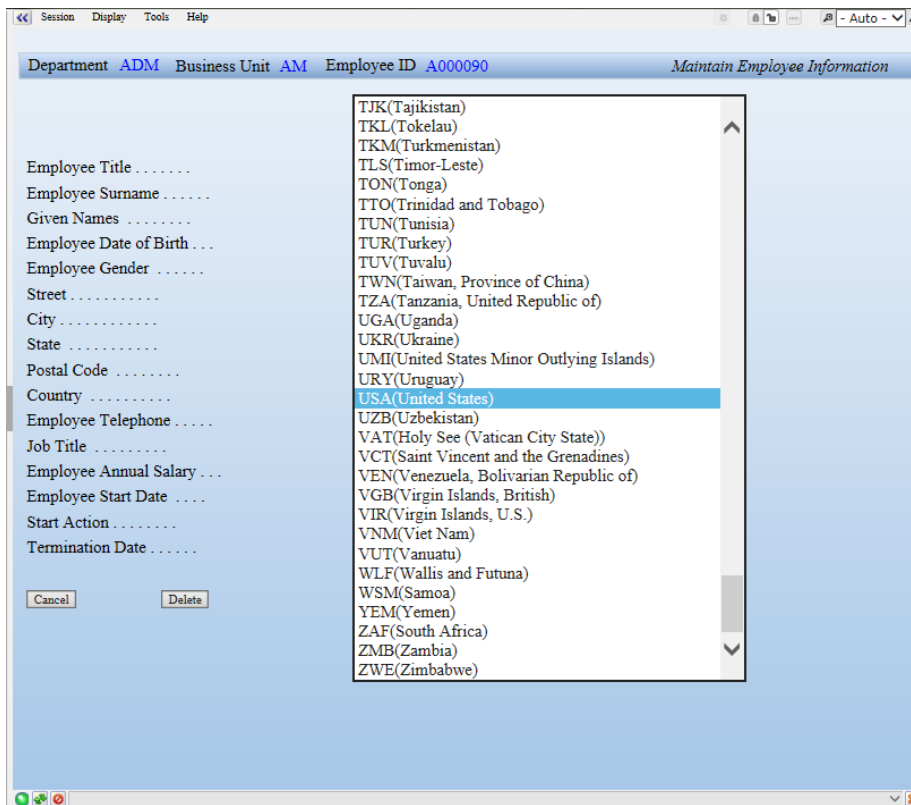 Session Display Tools Help
- Auto -
Department ADM Business Unit AM Employee ID A000090 Maintain Employee Information
Employee Title . . . . . . .
Employee Surname . . . . . .
Given Names . . . . . . . .
Employee Date of Birth . . .
Employee Gender . . . . . .
Street . . . . . . . . . . .
City . . . . . . . . . . . .
State . . . . . . . . . . .
Postal Code . . . . . . . .
Country . . . . . . . . . .
Employee Telephone . . . . .
Job Title . . . . . . . . .
Employee Annual Salary . . .
Employee Start Date . . . .
Start Action . . . . . . . .
Termination Date . . . . . .
Cancel Delete
TJK(Tajikistan)
TKL(Tokelau)
TKM(Turkmenistan)
TLS(Timor-Leste)
TON(Tonga)
TTO(Trinidad and Tobago)
TUN(Tunisia)
TUR(Turkey)
TUV(Tuvalu)
TWN(Taiwan, Province of China)
TZA(Tanzania, United Republic of)
UGA(Uganda)
UKR(Ukraine)
UMI(United States Minor Outlying Islands)
URY(Uruguay)
USA(United States)
UZB(Uzbekistan)
VAT(Holy See (Vatican City State))
VCT(Saint Vincent and the Grenadines)
VEN(Venezuela, Bolivarian Republic of)
VGB(Virgin Islands, British)
VIR(Virgin Islands, U.S.)
VNM(Viet Nam)
VUT(Vanuatu)
WLF(Wallis and Futuna)
WSM(Samoa)
YEM(Yemen)
ZAF(South Africa)
ZMB(Zambia)
ZWE(Zimbabwe)